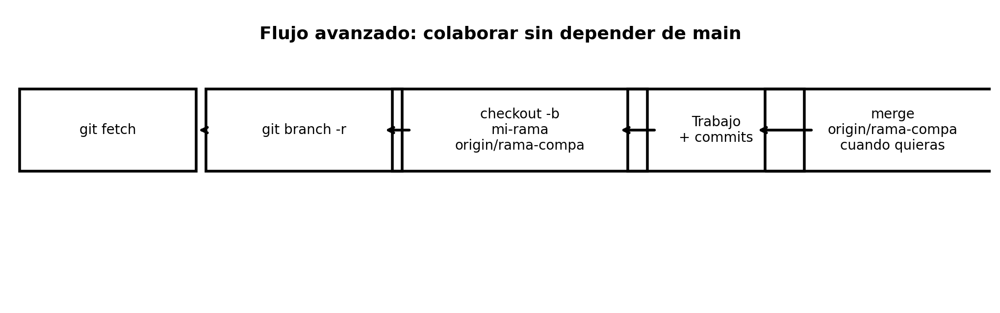 Flujo avanzado: colaborar sin depender de main
git fetch
git branch -r
checkout -b
mi-rama
origin/rama-compa
Trabajo
+ commits
merge
origin/rama-compa
cuando quieras